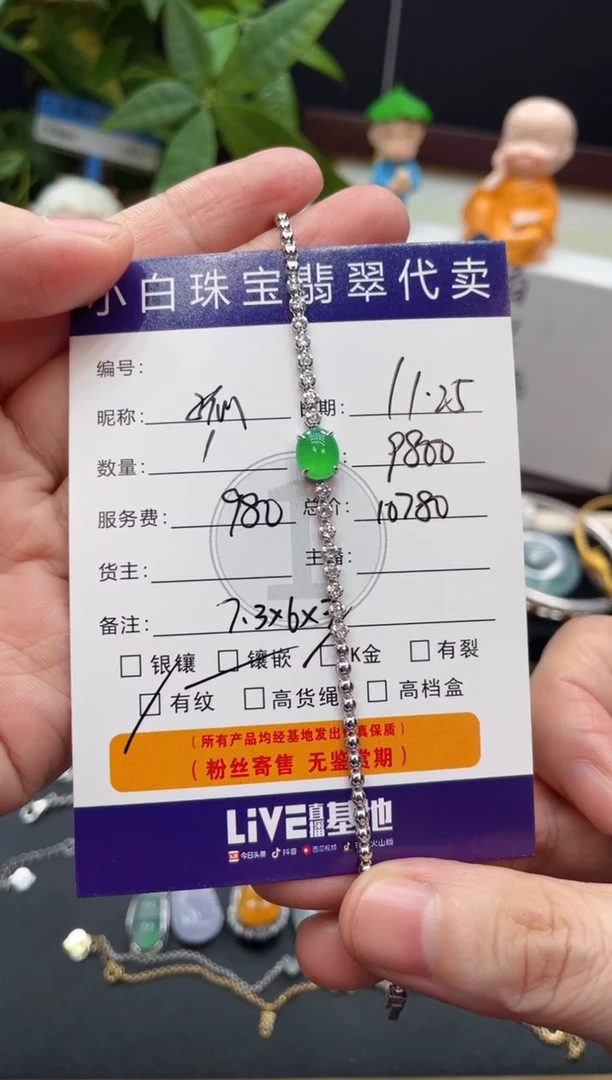 小白珠宝翡翠代卖
编号:
昵称: 期: 11.25
数量: 1 9800
服务费: 980 总价: 10780
货主: 主播:
备注: 7.3×6×
□ 银镶 □ 镶嵌 □ K金 □ 有裂
□ 有纹 □ 高货绳 □ 高档盒
(所有产品均经基地发出 真保质)
(粉丝寄售 无鉴赏期)
LiVE直播基地
今日头条 抖音 西瓜视频 火山版